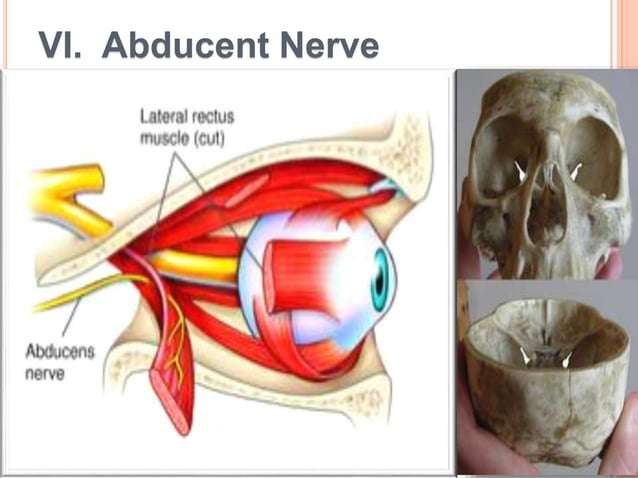 VI. Abducent Nerve
Lateral rectus
muscle (cut)
Abducens
nerve